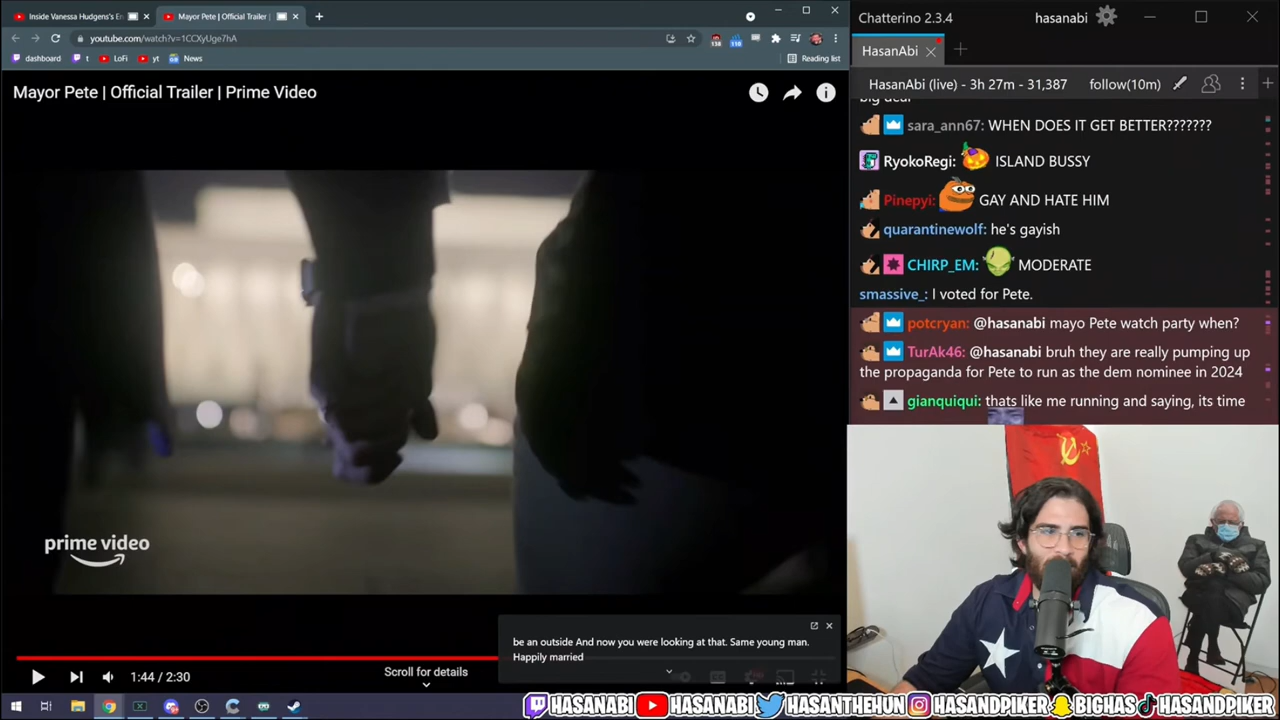 Inside Vanessa Hudgens's En
Mayor Pete | Official Trailer |
youtube.com/watch?v=1CCXyUge7hA
138
110
dashboard
t
LoFi
yt
News
Reading list
Mayor Pete | Official Trailer | Prime Video
prime video
be an outside And now you were looking at that. Same young man.
Happily married
1:44 / 2:30
Scroll for details
Chatterino 2.3.4
hasanabi
HasanAbi
HasanAbi (live) - 3h 27m - 31,387
follow(10m)
big deal
sara_ann67: WHEN DOES IT GET BETTER???????
RyokoRegi: ISLAND BUSSY
Pinepyi: GAY AND HATE HIM
quarantinewolf: he's gayish
CHIRP_EM: MODERATE
smassive_: I voted for Pete.
potcryan: @hasanabi mayo Pete watch party when?
TurAk46: @hasanabi bruh they are really pumping up
the propaganda for Pete to run as the dem nominee in 2024
gianquiqui: thats like me running and saying, its time
HASANABI HASANABI HASANTHEHUN HASANDPIKER BIGHAS HASANDPIKER